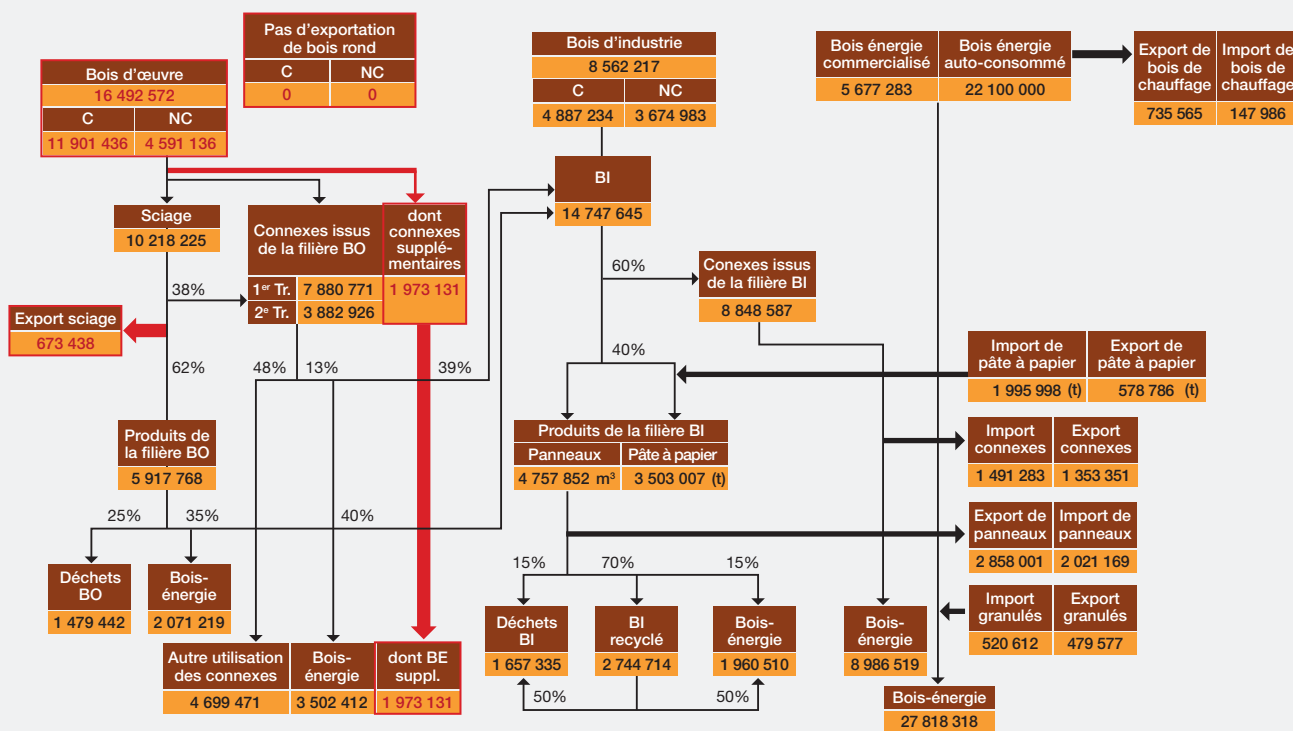 Pas d'exportation
de bois rond
C NC
0 0
Bois d'œuvre
16 492 572
C NC
11 901 436 4 591 136
Bois d'industrie
8 562 217
C NC
4 887 234 3 674 983
Bois énergie
commercialisé
5 677 283
Bois énergie
auto-consommé
22 100 000
Export de
bois de
chauffage
735 565
Import de
bois de
chauffage
147 986
BI
14 747 645
Sciage
10 218 225
Connexes issus
de la filière BO
1er Tr. 7 880 771
2e Tr. 3 882 926
dont
connexes
supplé-
mentaires
1 973 131
38%
Export sciage
673 438
62%
48% 13% 39%
60%
Conexes issus
de la filière BI
8 848 587
40%
Import de
pâte à papier
1 995 998 (t)
Export de
pâte à papier
578 786 (t)
Produits de
la filière BO
5 917 768
Produits de la filière BI
Panneaux Pâte à papier
4 757 852 m³ 3 503 007 (t)
Import
connexes
1 491 283
Export
connexes
1 353 351
25% 35% 40%
Export de
panneaux
2 858 001
Import de
panneaux
2 021 169
15% 70% 15%
Déchets
BO
1 479 442
Bois-
énergie
2 071 219
Déchets
BI
1 657 335
BI
recyclé
2 744 714
Bois-
énergie
1 960 510
50% 50%
Bois-
énergie
8 986 519
Import
granulés
520 612
Export
granulés
479 577
Autre utilisation
des connexes
4 699 471
Bois-
énergie
3 502 412
dont BE
suppl.
1 973 131
Bois-énergie
27 818 318